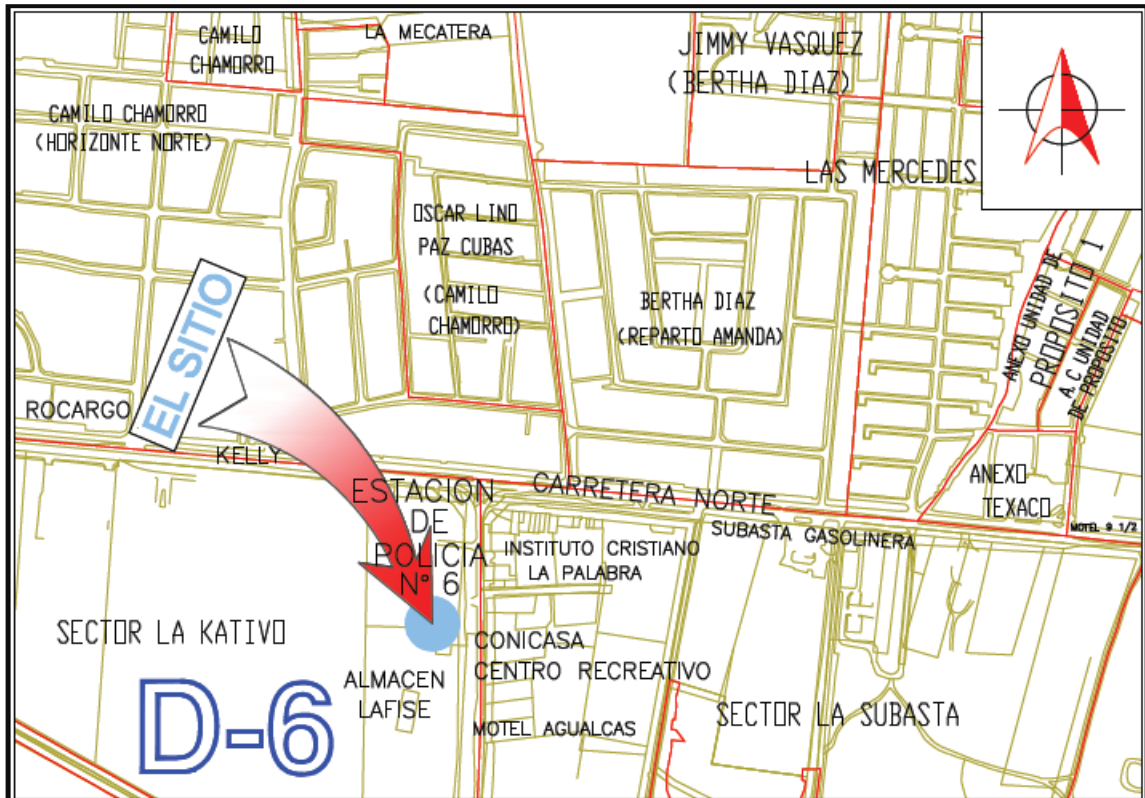 CAMILO
CHAMORRO
LA MECATERA
JIMMY VASQUEZ
(BERTHA DIAZ)
CAMILO CHAMORRO
(HORIZONTE NORTE)
LAS MERCEDES
OSCAR LINO
PAZ CUBAS
(CAMILO
CHAMORRO)
BERTHA DIAZ
(REPARTO AMANDA)
ANEXO UNIDAD DE
PROPOSITO 1
A. C UNIDAD
DE PROPOSITO
EL SITIO
ROCARGO
KELLY
ESTACION
DE
POLICIA
N° 6
CARRETERA NORTE
ANEXO
TEXACO
MOTEL 9 1/2
SUBASTA GASOLINERA
INSTITUTO CRISTIANO
LA PALABRA
SECTOR LA KATIVO
CONICASA
CENTRO RECREATIVO
ALMACEN
LAFISE
D-6
MOTEL AGUALCAS
SECTOR LA SUBASTA